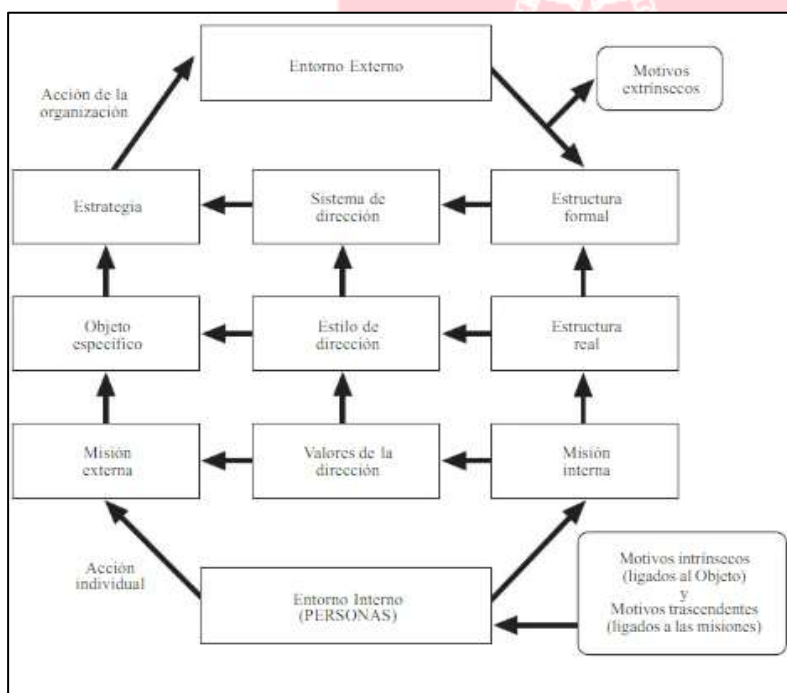 Entorno Externo
Motivos
extrínsecos
Acción de la
organización
Estrategia
Sistema de
dirección
Estructura
formal
Objeto
específico
Estilo de
dirección
Estructura
real
Misión
externa
Valores de la
dirección
Misión
interna
Acción
individual
Entorno Interno
(PERSONAS)
Motivos intrínsecos
(ligados al Objeto)
y
Motivos trascendentes
(ligados a las misiones)